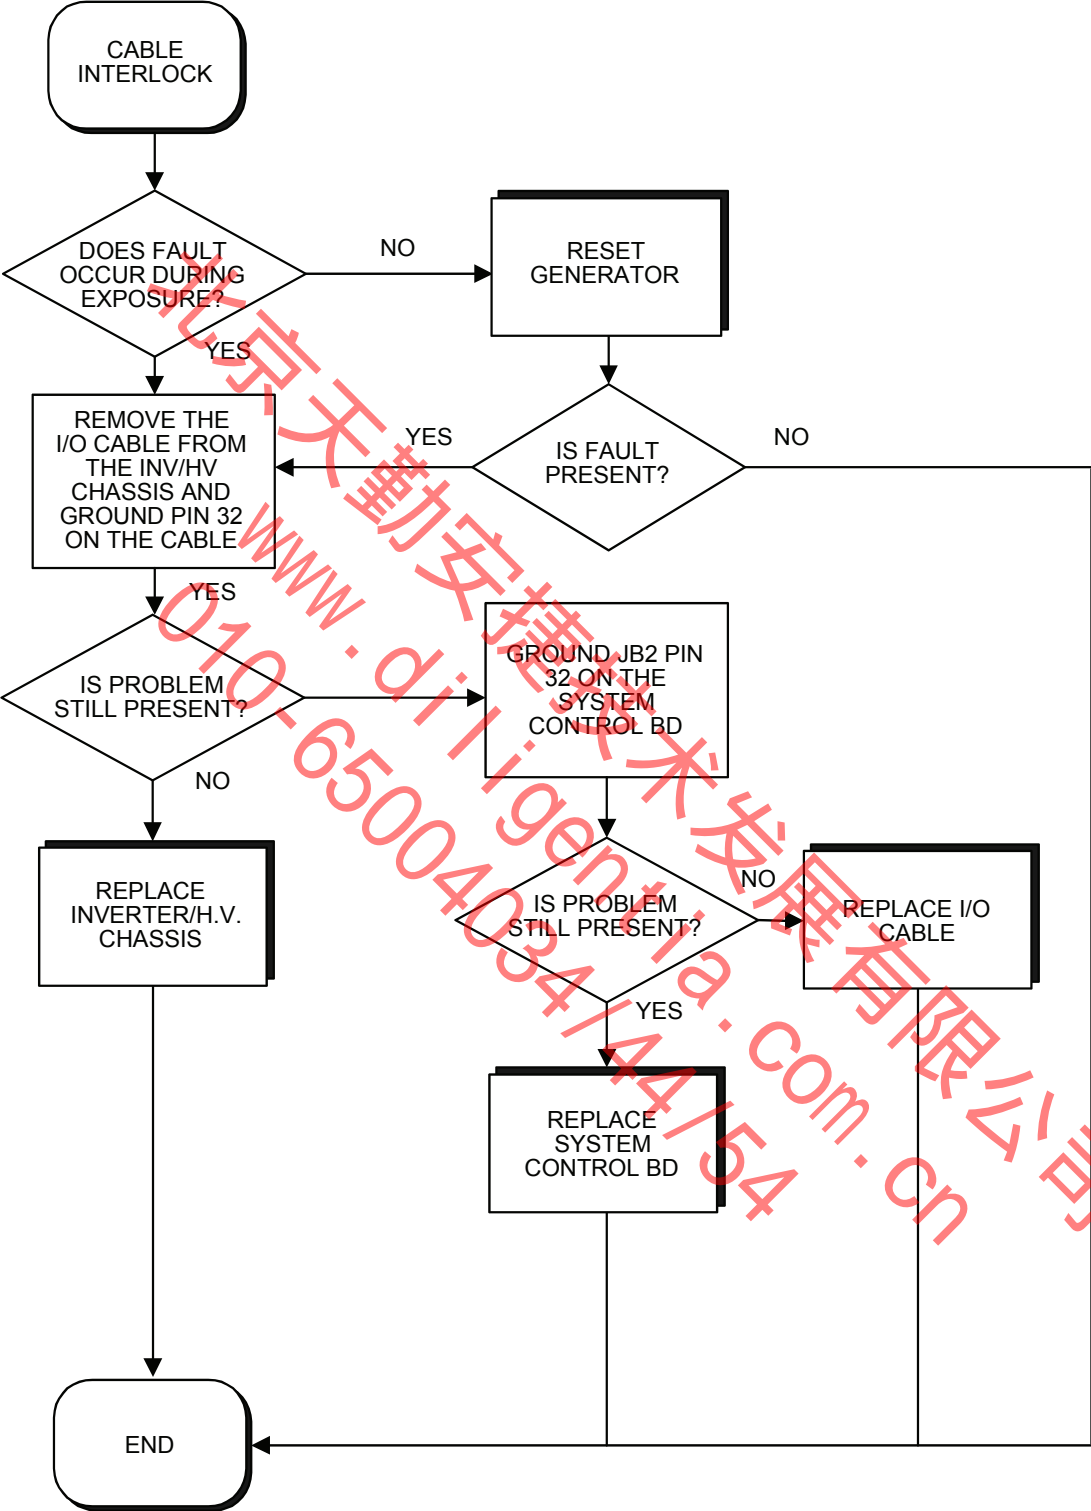 CABLE
INTERLOCK
DOES FAULT
OCCUR DURING
EXPOSURE?
NO
RESET
GENERATOR
YES
REMOVE THE
I/O CABLE FROM
THE INV/HV
CHASSIS AND
GROUND PIN 32
ON THE CABLE
YES
IS FAULT
PRESENT?
NO
YES
IS PROBLEM
STILL PRESENT?
GROUND JB2 PIN
32 ON THE
SYSTEM
CONTROL BD
NO
REPLACE
INVERTER/H.V.
CHASSIS
IS PROBLEM
STILL PRESENT?
NO
REPLACE I/O
CABLE
YES
REPLACE
SYSTEM
CONTROL BD
END
北京天勤安捷技术发展有限公司
www.diligentia.com.cn
010-65004034/44/54